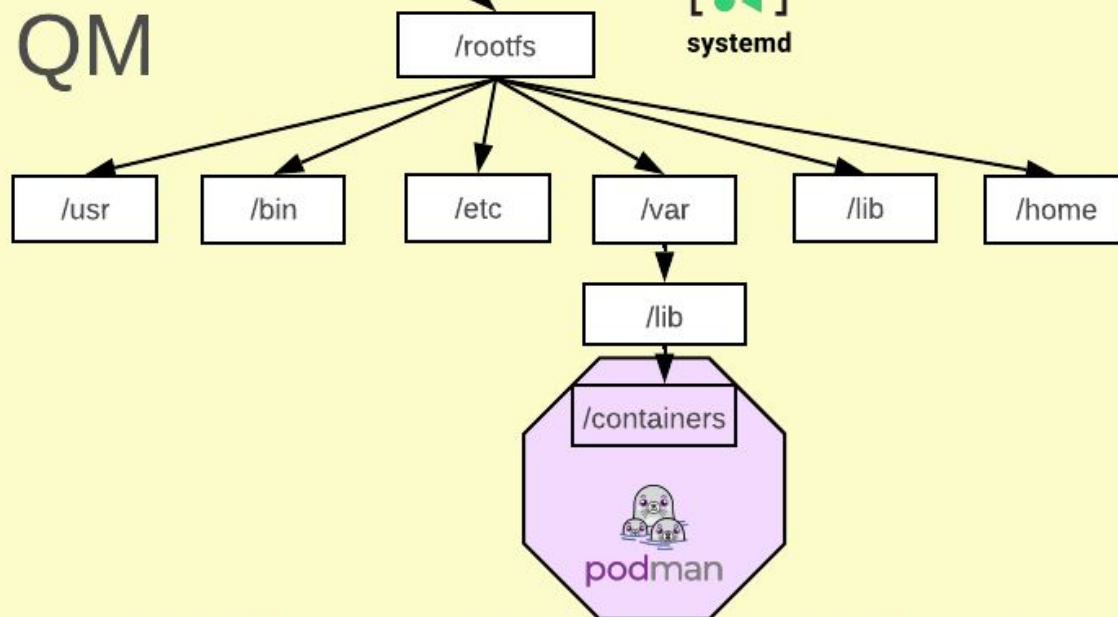 QM
/rootfs
systemd
/usr
/bin
/etc
/var
/lib
/home
/lib
/containers
podman